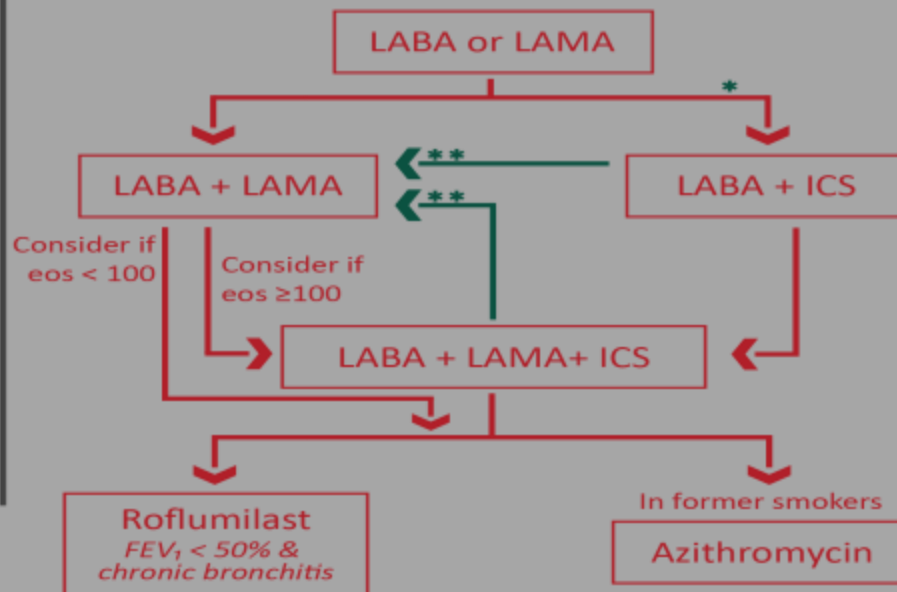 LABA or LAMA
*
**
LABA + LAMA
LABA + ICS
**
Consider if
eos < 100
Consider if
eos ≥100
LABA + LAMA+ ICS
Roflumilast
FEV₁ < 50% &
chronic bronchitis
In former smokers
Azithromycin